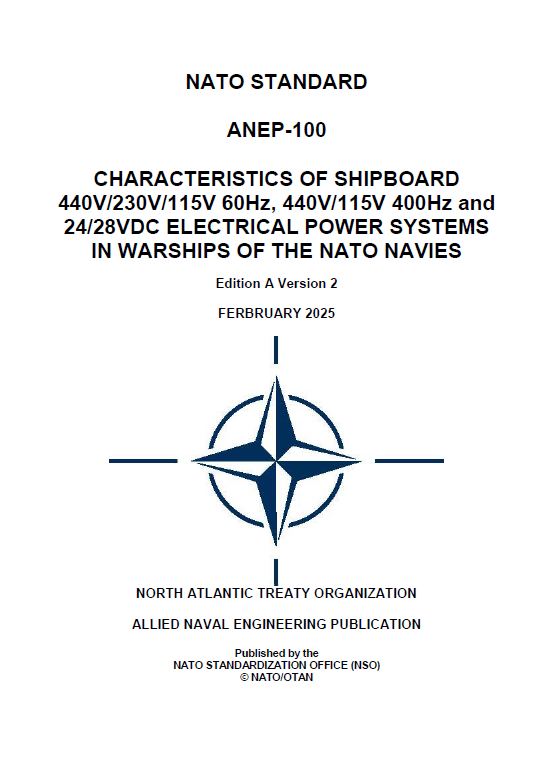 NATO STANDARD
ANEP-100
CHARACTERISTICS OF SHIPBOARD
440V/230V/115V 60Hz, 440V/115V 400Hz and
24/28VDC ELECTRICAL POWER SYSTEMS
IN WARSHIPS OF THE NATO NAVIES
Edition A Version 2
FERBRUARY 2025
NORTH ATLANTIC TREATY ORGANIZATION
ALLIED NAVAL ENGINEERING PUBLICATION
Published by the
NATO STANDARDIZATION OFFICE (NSO)
© NATO/OTAN